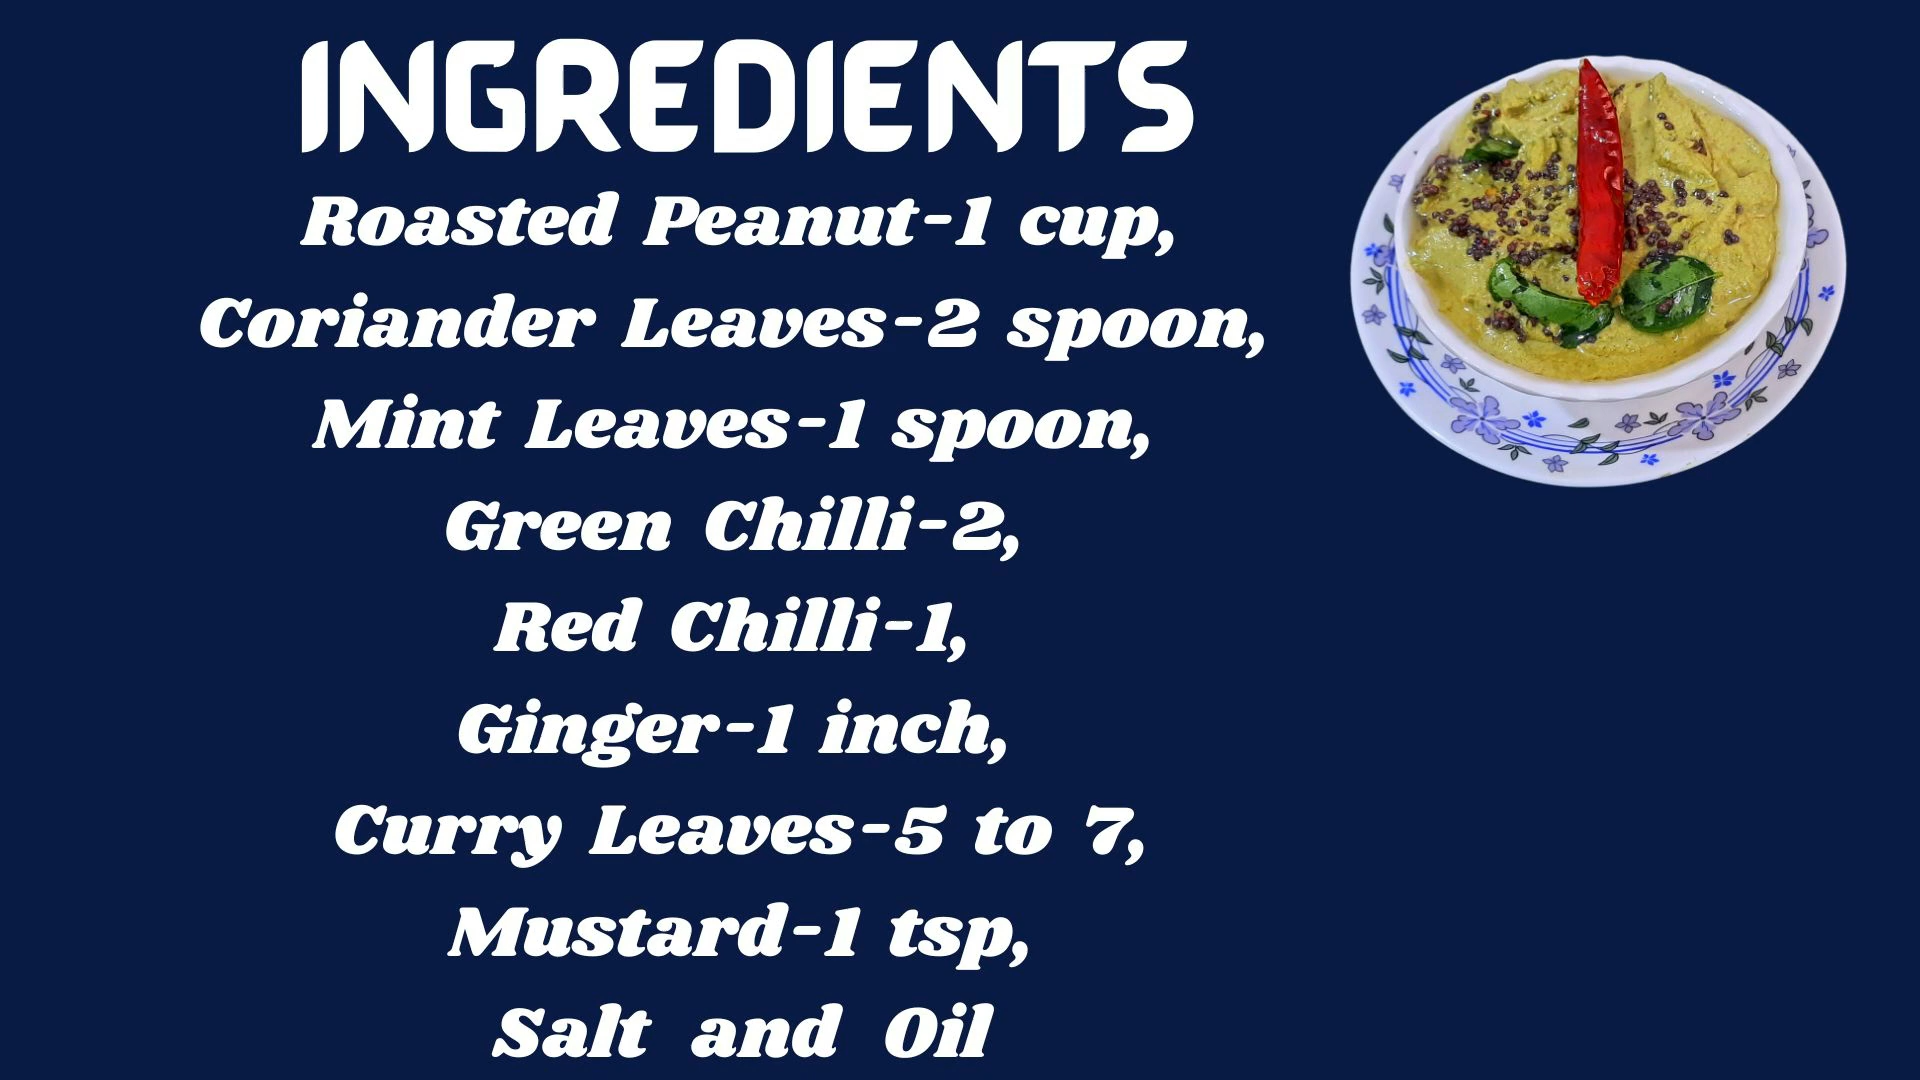 INGREDIENTS
Roasted Peanut-1 cup,
Coriander Leaves-2 spoon,
Mint Leaves-1 spoon,
Green Chilli-2,
Red Chilli-1,
Ginger-1 inch,
Curry Leaves-5 to 7,
Mustard-1 tsp,
Salt and Oil